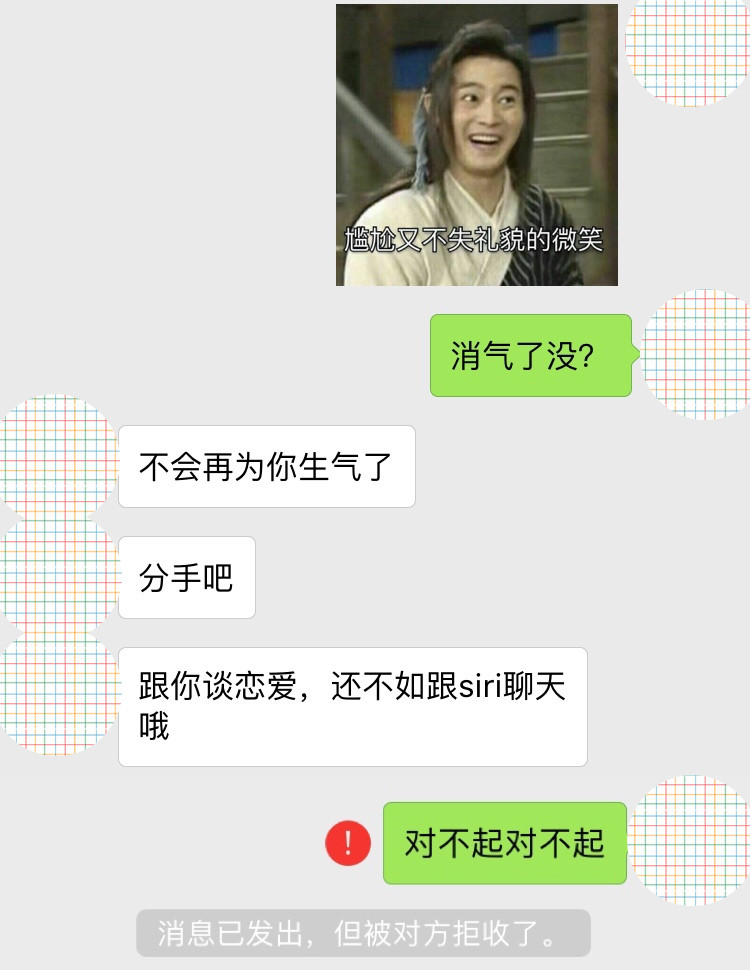 尴尬又不失礼貌的微笑
消气了没？
不会再为你生气了
分手吧
跟你谈恋爱，还不如跟siri聊天
哦
!
对不起对不起
消息已发出，但被对方拒收了。